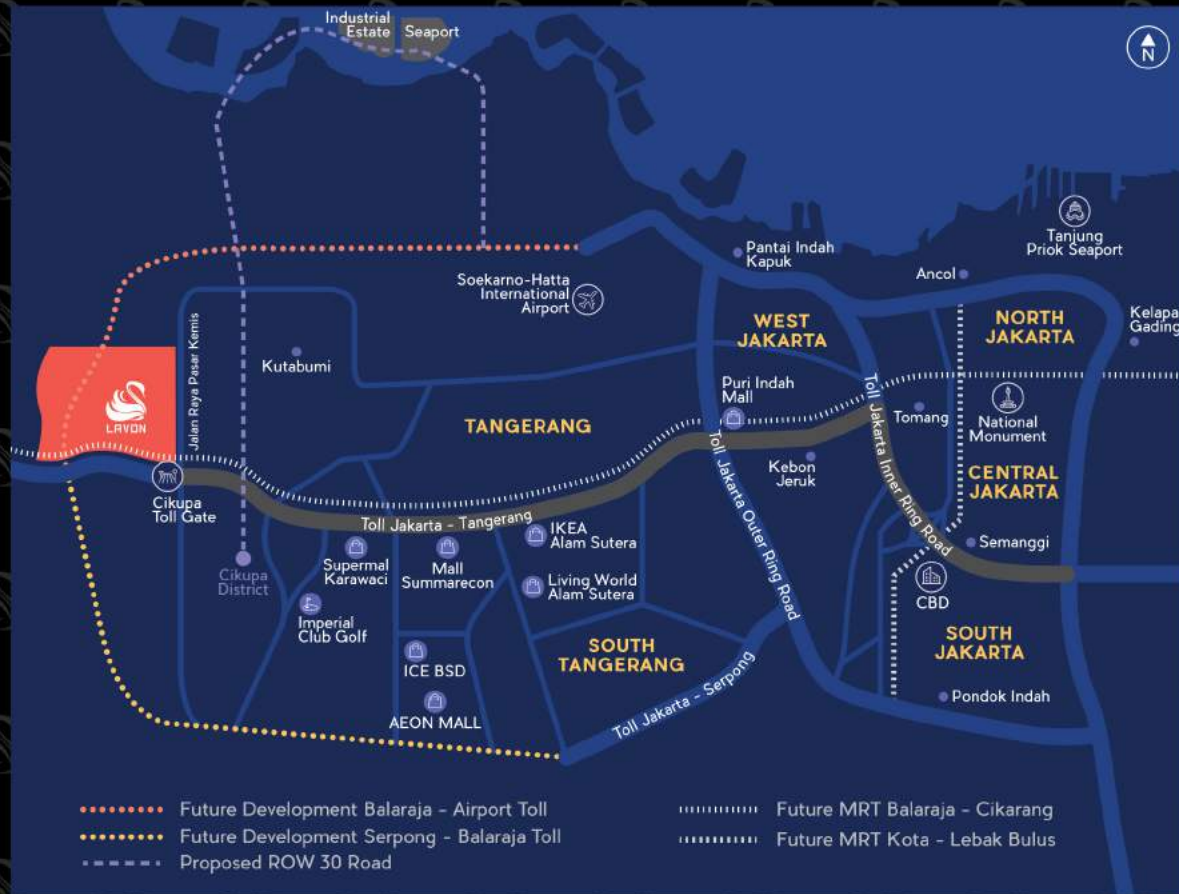 Industrial
Estate
Seaport
N
Tanjung
Priok Seaport
Pantai Indah
Kapuk
Ancol
Soekarno-Hatta
International
Airport
WEST
JAKARTA
NORTH
JAKARTA
Kelapa
Gading
Jalan Raya Pasar Kemis
Kutabumi
LAVON
TANGERANG
Puri Indah
Mall
Toll Jakarta Inner Ring Road
Tomang
National
Monument
Kebon
Jeruk
CENTRAL
JAKARTA
Cikupa
Toll Gate
Toll Jakarta - Tangerang
Toll Jakarta Outer Ring Road
IKEA
Alam Sutera
Semanggi
Cikupa
District
Supermal
Karawaci
Mall
Summarecon
Living World
Alam Sutera
CBD
Imperial
Club Golf
SOUTH
TANGERANG
SOUTH
JAKARTA
ICE BSD
AEON MALL
Toll Jakarta - Serpong
Pondok Indah
Future Development Balaraja - Airport Toll
Future Development Serpong - Balaraja Toll
Proposed ROW 30 Road
Future MRT Balaraja - Cikarang
Future MRT Kota - Lebak Bulus